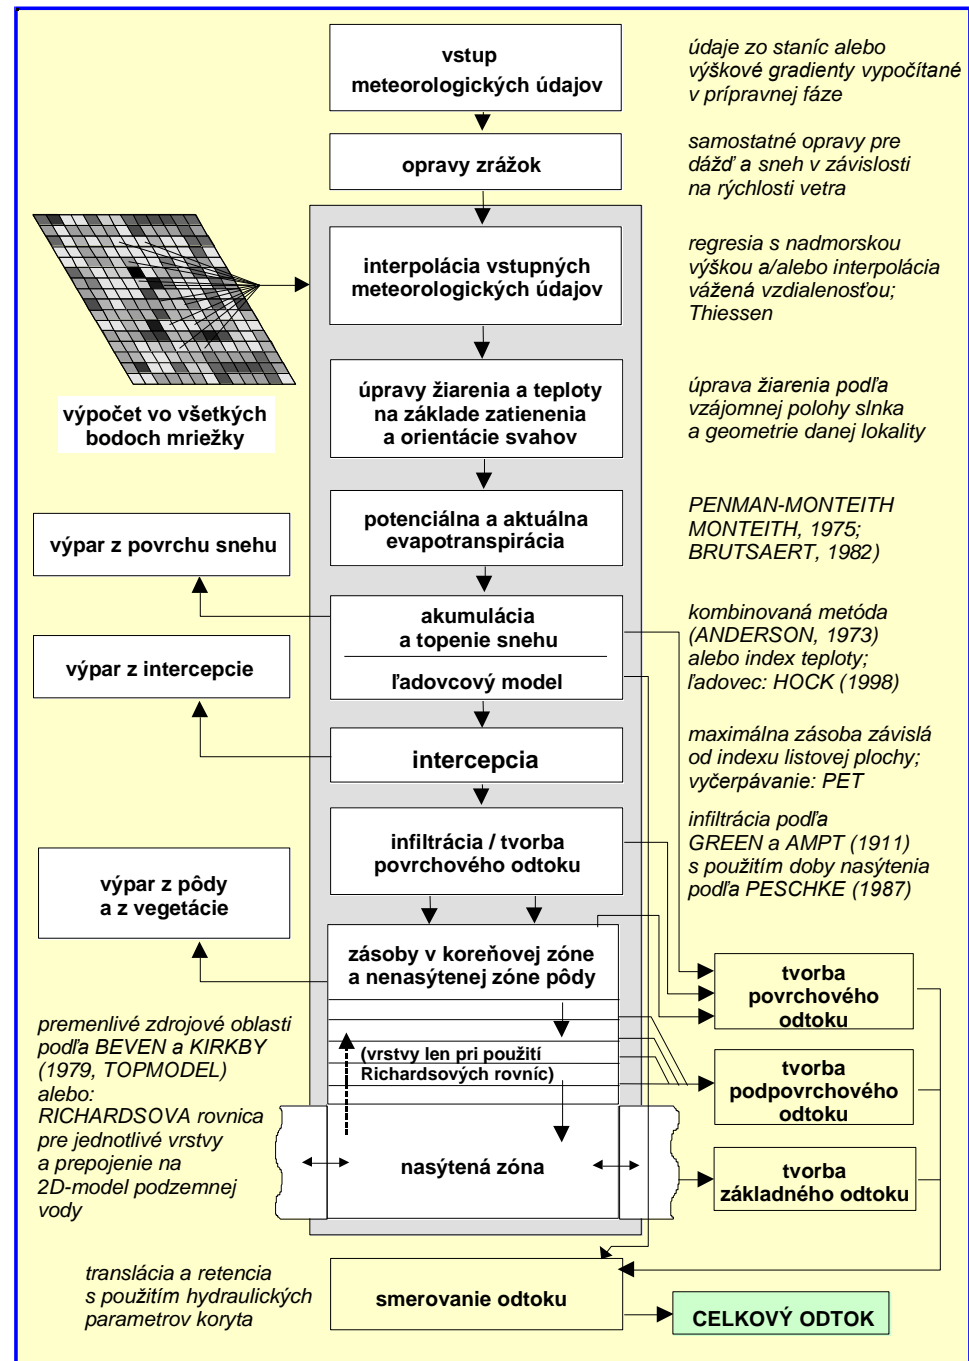 vstup
meteorologických údajov
údaje zo staníc alebo
výškové gradienty vypočítané
v prípravnej fáze
opravy zrážok
samostatné opravy pre
dážď a sneh v závislosti
na rýchlosti vetra
interpolácia vstupných
meteorologických údajov
regresia s nadmorskou
výškou a/alebo interpolácia
vážená vzdialenosťou;
Thiessen
výpočet vo všetkých
bodoch mriežky
úpravy žiarenia a teploty
na základe zatienenia
a orientácie svahov
úprava žiarenia podľa
vzájomnej polohy slnka
a geometrie danej lokality
potenciálna a aktuálna
evapotranspirácia
PENMAN-MONTEITH
MONTEITH, 1975;
BRUTSAERT, 1982)
výpar z povrchu snehu
akumulácia
a topenie snehu
ľadovcový model
kombinovaná metóda
(ANDERSON, 1973)
alebo index teploty;
ľadovec: HOCK (1998)
výpar z intercepcie
intercepcia
maximálna zásoba závislá
od indexu listovej plochy;
vyčerpávanie: PET
infiltrácia / tvorba
povrchového odtoku
infiltrácia podľa
GREEN a AMPT (1911)
s použitím doby nasýtenia
podľa PESCHKE (1987)
výpar z pôdy
a z vegetácie
zásoby v koreňovej zóne
a nenasýtenej zóne pôdy
(vrstvy len pri použití
Richardsových rovníc)
tvorba
povrchového
odtoku
premenlivé zdrojové oblasti
podľa BEVEN a KIRKBY
(1979, TOPMODEL)
alebo:
RICHARDSOVA rovnica
pre jednotlivé vrstvy
a prepojenie na
2D-model podzemnej
vody
tvorba
podpovrchového
odtoku
nasýtená zóna
tvorba
základného odtoku
translácia a retencia
s použitím hydraulických
parametrov koryta
smerovanie odtoku
CELKOVÝ ODTOK